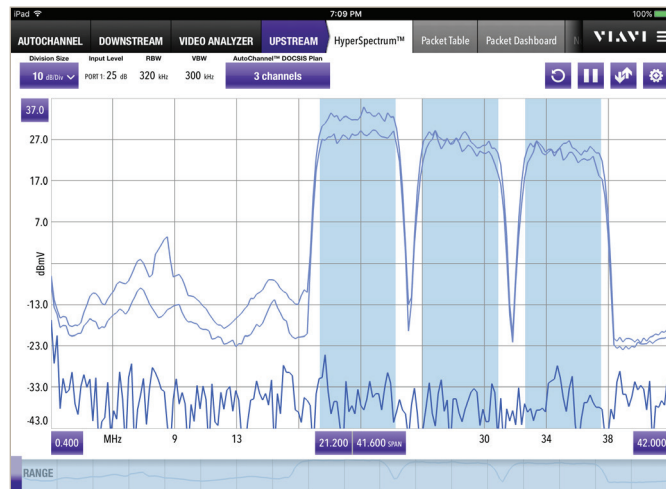 iPad 7:09 PM 100%
AUTOCHANNEL DOWNSTREAM VIDEO ANALYZER UPSTREAM HyperSpectrum™ Packet Table Packet Dashboard VIAVI
Division Size Input Level RBW VBW AutoChannel™ DOCSIS Plan
10 dB/Div PORT 1: 25 dB 320 kHz 300 kHz 3 channels
37.0
27.0
17.0
7.0
dBmV
-13.0
-23.0
-33.0
-43.0
0.400 MHz 9 13 21.200 41.600 SPAN 30 34 38 42.000
RANGE